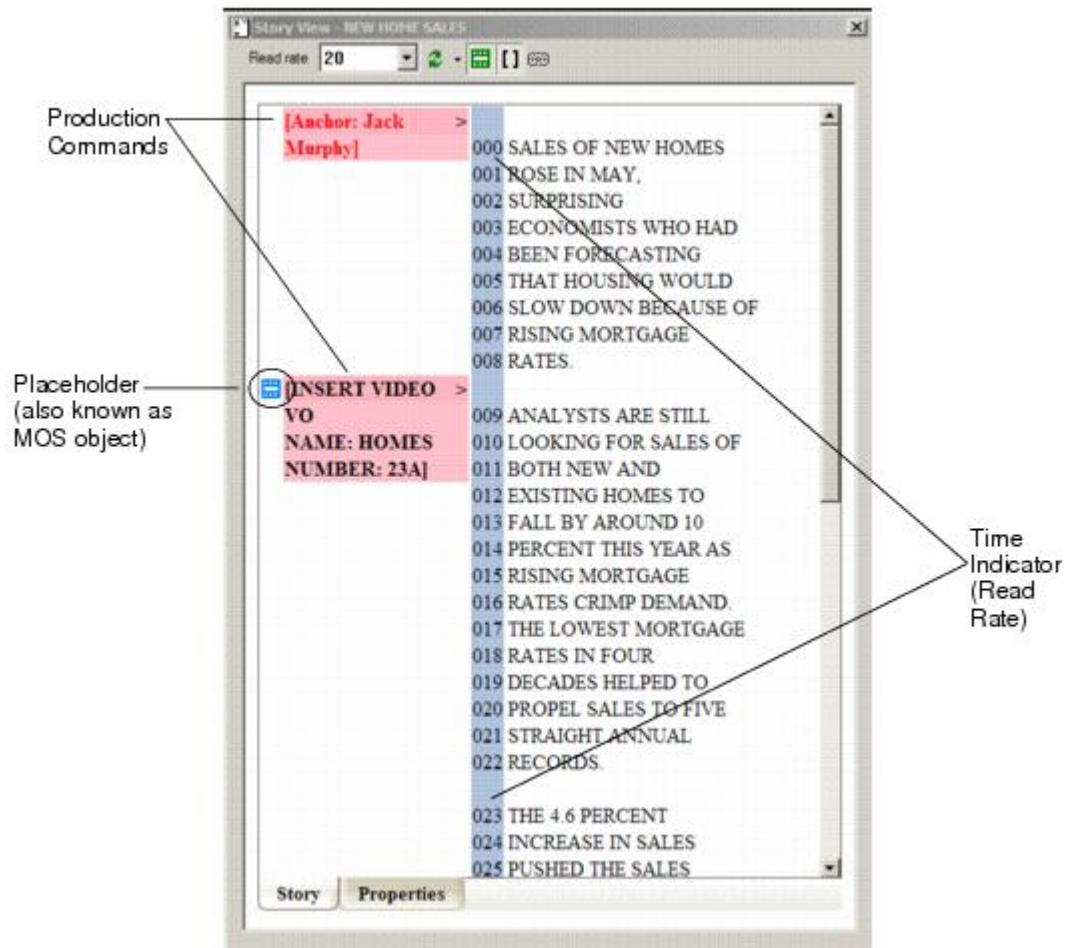 Story View - NEW HOME SALES
Read rate 20
[ ]
Production
Commands
[Anchor: Jack >
Murphy]
000 SALES OF NEW HOMES
001 ROSE IN MAY,
002 SURPRISING
003 ECONOMISTS WHO HAD
004 BEEN FORECASTING
005 THAT HOUSING WOULD
006 SLOW DOWN BECAUSE OF
007 RISING MORTGAGE
008 RATES.
Placeholder
(also known as
MOS object)
[INSERT VIDEO >
VO
NAME: HOMES
NUMBER: 23A]
009 ANALYSTS ARE STILL
010 LOOKING FOR SALES OF
011 BOTH NEW AND
012 EXISTING HOMES TO
013 FALL BY AROUND 10
014 PERCENT THIS YEAR AS
015 RISING MORTGAGE
016 RATES CRIMP DEMAND.
017 THE LOWEST MORTGAGE
018 RATES IN FOUR
019 DECADES HELPED TO
020 PROPEL SALES TO FIVE
021 STRAIGHT ANNUAL
022 RECORDS.
023 THE 4.6 PERCENT
024 INCREASE IN SALES
025 PUSHED THE SALES
Time
Indicator
(Read
Rate)
Story Properties